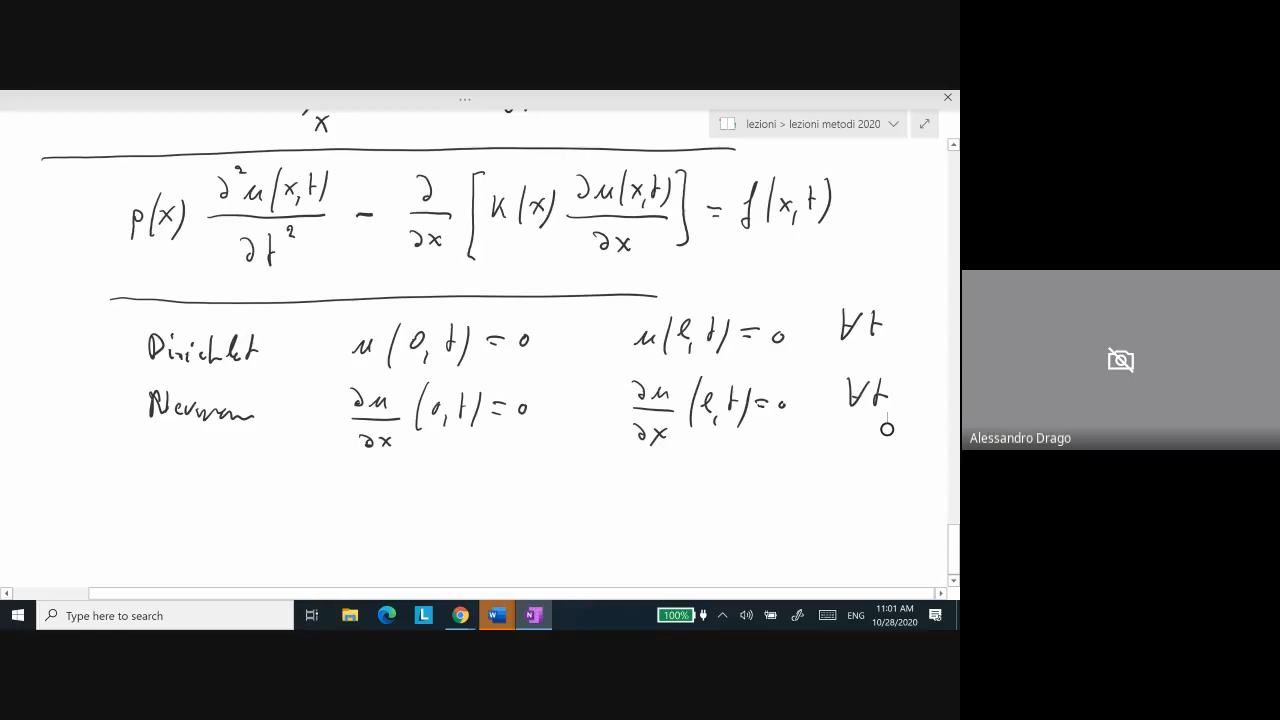 lezioni > lezioni metodi 2020
x
ρ(x) ∂²u(x,t)/∂t² - ∂/∂x [K(x) ∂u(x,t)/∂x] = f(x,t)
Dirichlet u(0,t)=0 u(ℓ,t)=0 ∀t
Neuman ∂u/∂x (0,t)=0 ∂u/∂x (ℓ,t)=0 ∀t
Alessandro Drago
Type here to search
100%
ENG
11:01 AM
10/28/2020